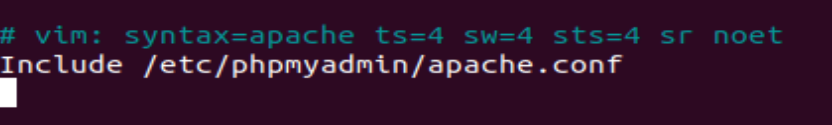 # vim: syntax=apache ts=4 sw=4 sts=4 sr noet
Include /etc/phpmyadmin/apache.conf